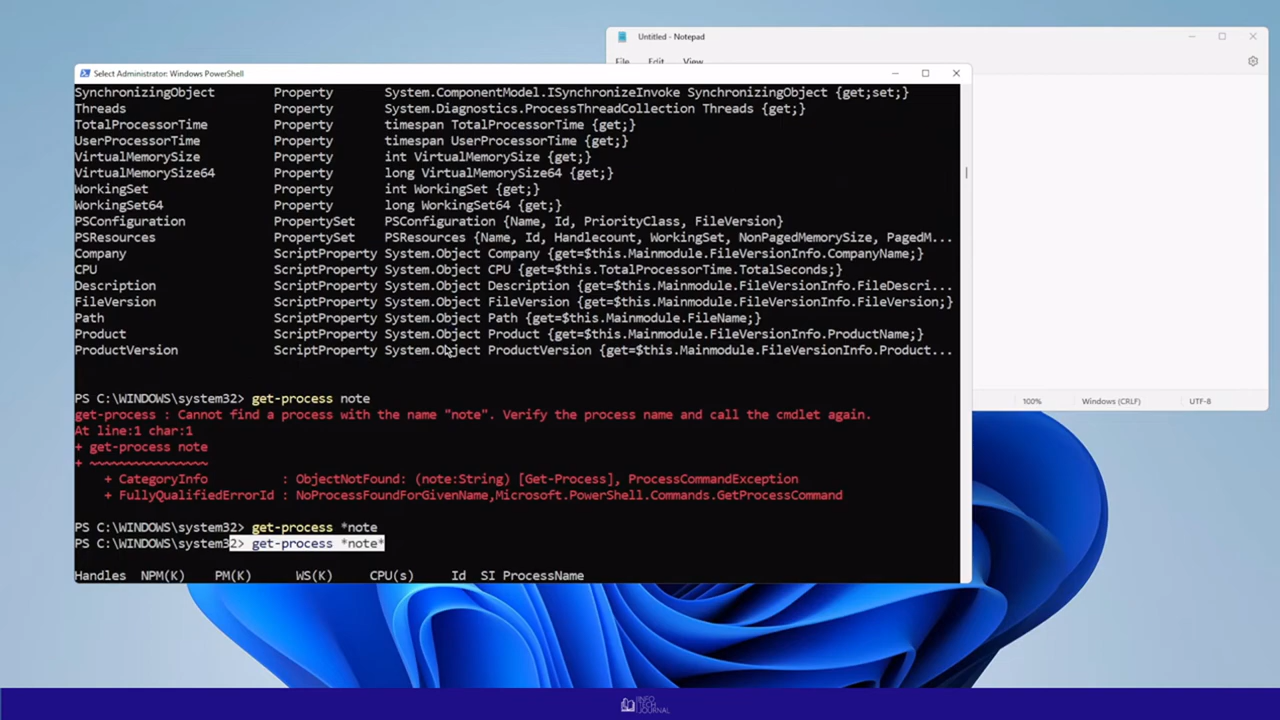 Untitled - Notepad
File Edit View
Select Administrator: Windows PowerShell
SynchronizingObject Property System.ComponentModel.ISynchronizeInvoke SynchronizingObject {get;set;}
Threads Property System.Diagnostics.ProcessThreadCollection Threads {get;}
TotalProcessorTime Property timespan TotalProcessorTime {get;}
UserProcessorTime Property timespan UserProcessorTime {get;}
VirtualMemorySize Property int VirtualMemorySize {get;}
VirtualMemorySize64 Property long VirtualMemorySize64 {get;}
WorkingSet Property int WorkingSet {get;}
WorkingSet64 Property long WorkingSet64 {get;}
PSConfiguration PropertySet PSConfiguration {Name, Id, PriorityClass, FileVersion}
PSResources PropertySet PSResources {Name, Id, Handlecount, WorkingSet, NonPagedMemorySize, PagedM...
Company ScriptProperty System.Object Company {get=$this.Mainmodule.FileVersionInfo.CompanyName;}
CPU ScriptProperty System.Object CPU {get=$this.TotalProcessorTime.TotalSeconds;}
Description ScriptProperty System.Object Description {get=$this.Mainmodule.FileVersionInfo.FileDescri...
FileVersion ScriptProperty System.Object FileVersion {get=$this.Mainmodule.FileVersionInfo.FileVersion;}
Path ScriptProperty System.Object Path {get=$this.Mainmodule.FileName;}
Product ScriptProperty System.Object Product {get=$this.Mainmodule.FileVersionInfo.ProductName;}
ProductVersion ScriptProperty System.Object ProductVersion {get=$this.Mainmodule.FileVersionInfo.Product...
PS C:\WINDOWS\system32> get-process note
get-process : Cannot find a process with the name "note". Verify the process name and call the cmdlet again.
At line:1 char:1
+ get-process note
+ ~~~~~~~~~~~~~~~~
+ CategoryInfo : ObjectNotFound: (note:String) [Get-Process], ProcessCommandException
+ FullyQualifiedErrorId : NoProcessFoundForGivenName,Microsoft.PowerShell.Commands.GetProcessCommand
PS C:\WINDOWS\system32> get-process *note
PS C:\WINDOWS\system32> get-process *note*
Handles NPM(K) PM(K) WS(K) CPU(s) Id SI ProcessName
100% Windows (CRLF) UTF-8
INFO
TECH
JOURNAL